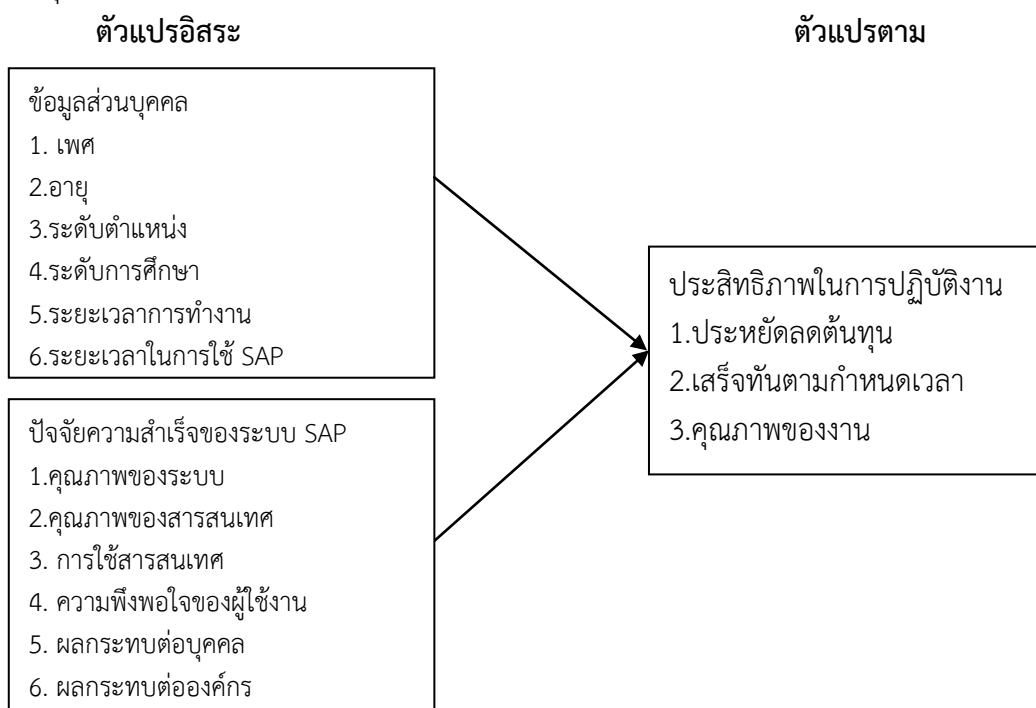 ตัวแปรอิสระ
ตัวแปรตาม
ข้อมูลส่วนบุคคล
1. เพศ
2.อายุ
3.ระดับตำแหน่ง
4.ระดับการศึกษา
5.ระยะเวลาการทำงาน
6.ระยะเวลาในการใช้ SAP
ปัจจัยความสำเร็จของระบบ SAP
1.คุณภาพของระบบ
2.คุณภาพของสารสนเทศ
3. การใช้สารสนเทศ
4. ความพึงพอใจของผู้ใช้งาน
5. ผลกระทบต่อบุคคล
6. ผลกระทบต่อองค์กร
ประสิทธิภาพในการปฏิบัติงาน
1.ประหยัดลดต้นทุน
2.เสร็จทันตามกำหนดเวลา
3.คุณภาพของงาน